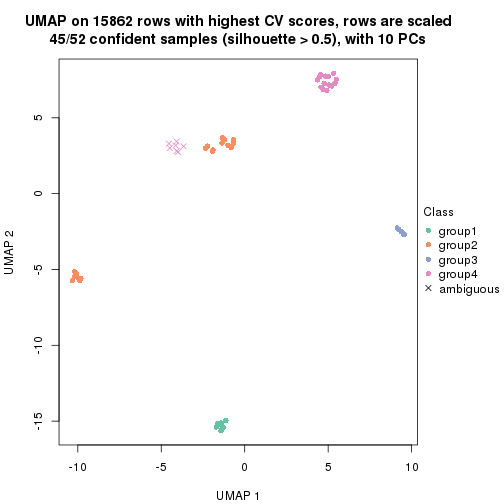 UMAP on 15862 rows with highest CV scores, rows are scaled
45/52 confident samples (silhouette > 0.5), with 10 PCs
5
0
-5
-10
-15
UMAP 2
-10 -5 0 5 10
UMAP 1
Class
group1
group2
group3
group4
ambiguous